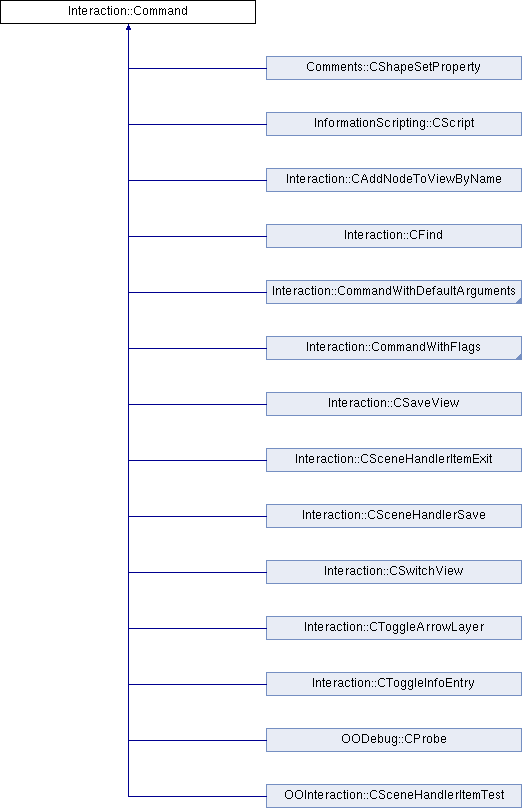 Interaction::Command
Comments::CShapeSetProperty
InformationScripting::CScript
Interaction::CAddNodeToViewByName
Interaction::CFind
Interaction::CommandWithDefaultArguments
Interaction::CommandWithFlags
Interaction::CSaveView
Interaction::CSceneHandlerItemExit
Interaction::CSceneHandlerSave
Interaction::CSwitchView
Interaction::CToggleArrowLayer
Interaction::CToggleInfoEntry
OODebug::CProbe
OOInteraction::CSceneHandlerItemTest